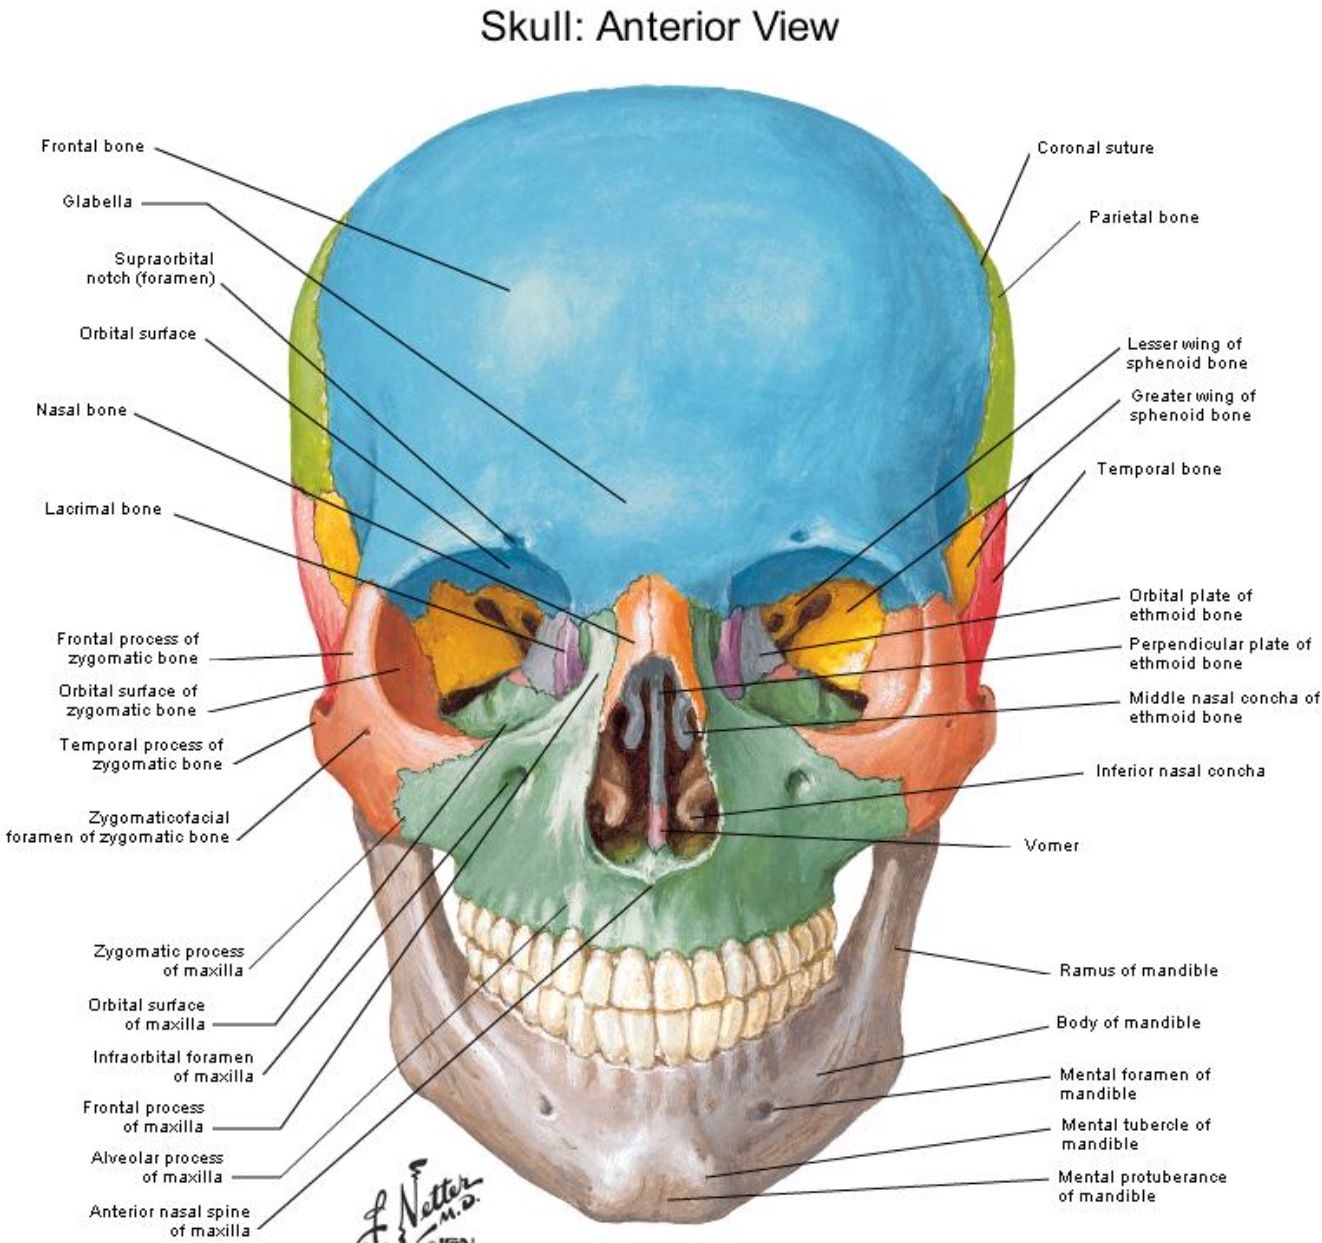 Skull: Anterior View
Frontal bone
Glabella
Supraorbital
notch (foramen)
Orbital surface
Nasal bone
Lacrimal bone
Frontal process of
zygomatic bone
Orbital surface of
zygomatic bone
Temporal process of
zygomatic bone
Zygomaticofacial
foramen of zygomatic bone
Zygomatic process
of maxilla
Orbital surface
of maxilla
Infraorbital foramen
of maxilla
Frontal process
of maxilla
Alveolar process
of maxilla
Anterior nasal spine
of maxilla
Coronal suture
Parietal bone
Lesser wing of
sphenoid bone
Greater wing of
sphenoid bone
Temporal bone
Orbital plate of
ethmoid bone
Perpendicular plate of
ethmoid bone
Middle nasal concha of
ethmoid bone
Inferior nasal concha
Vomer
Ramus of mandible
Body of mandible
Mental foramen of
mandible
Mental tubercle of
mandible
Mental protuberance
of mandible
F. Netter
M.D.